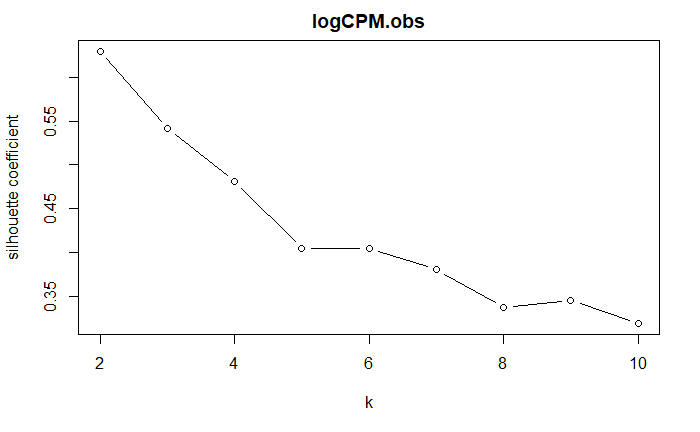 logCPM.obs
silhouette coefficient
0.55
0.45
0.35
2 4 6 8 10
k